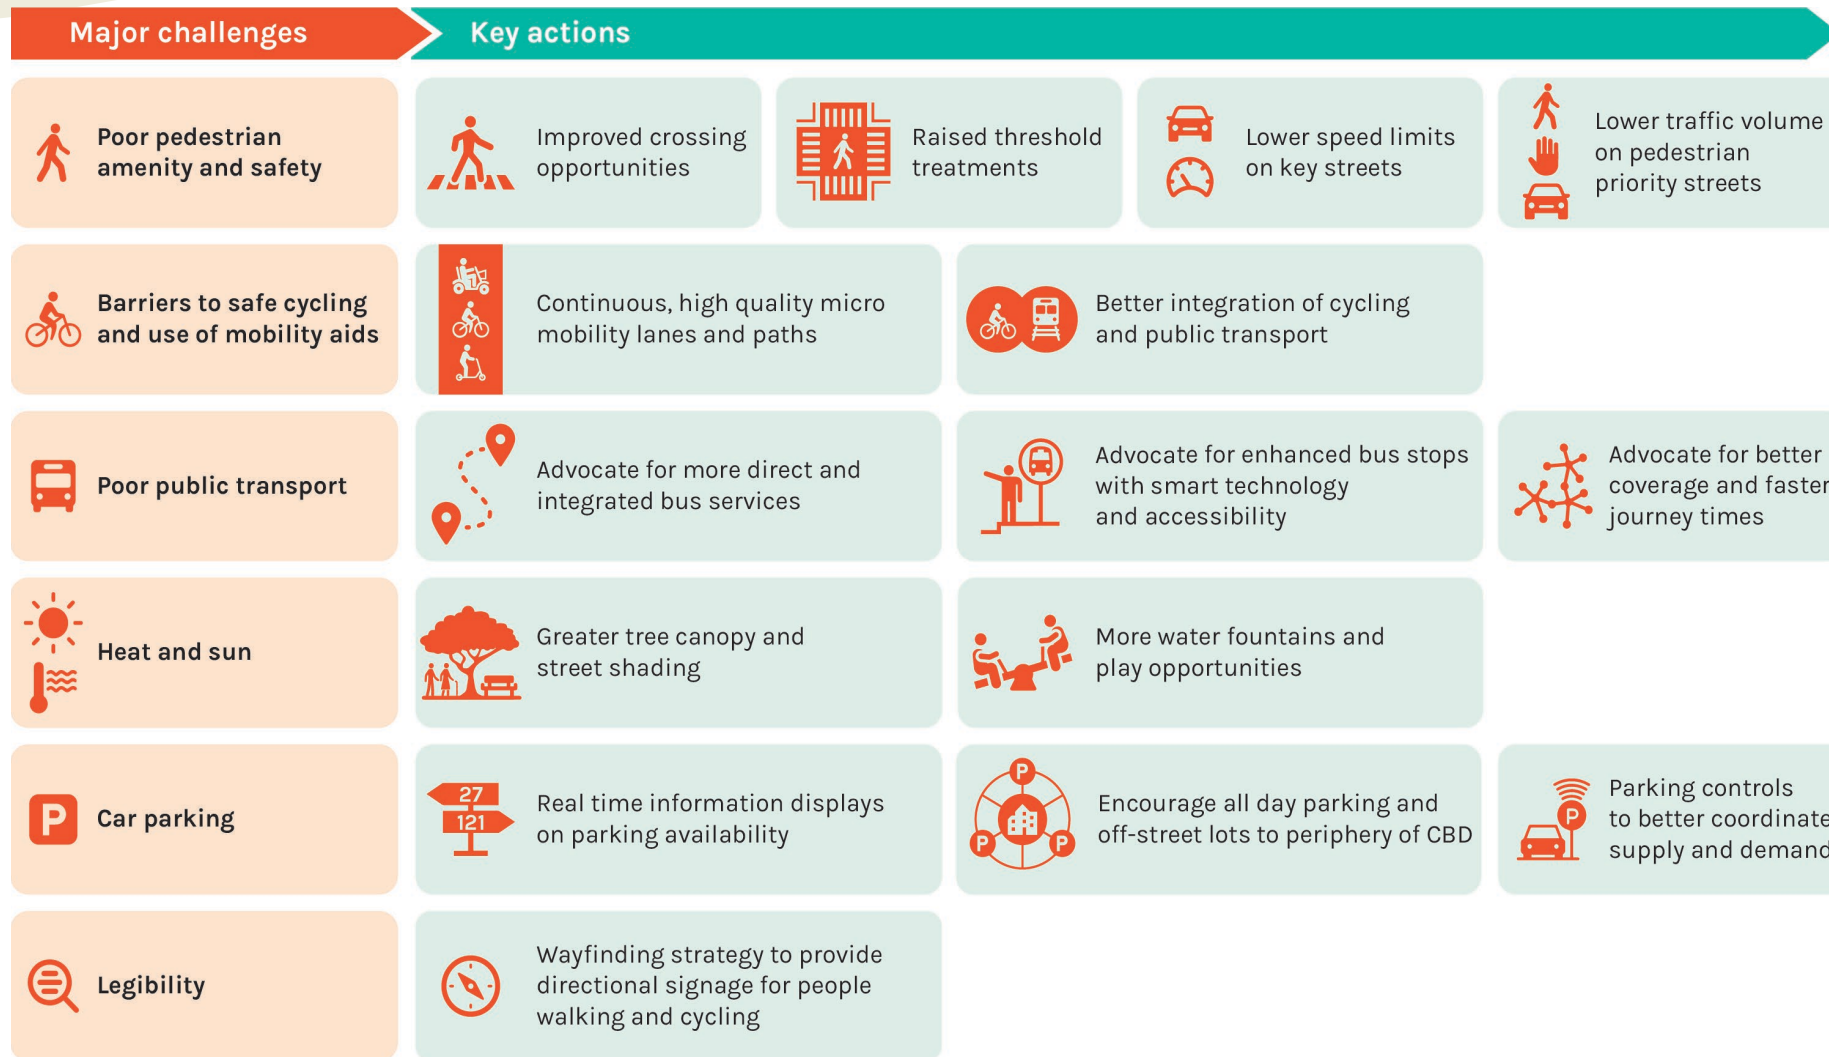 Major challenges
Key actions
Poor pedestrian
amenity and safety
Improved crossing
opportunities
Raised threshold
treatments
Lower speed limits
on key streets
Lower traffic volume
on pedestrian
priority streets
Barriers to safe cycling
and use of mobility aids
Continuous, high quality micro
mobility lanes and paths
Better integration of cycling
and public transport
Poor public transport
Advocate for more direct and
integrated bus services
Advocate for enhanced bus stops
with smart technology
and accessibility
Advocate for better
coverage and faster
journey times
Heat and sun
Greater tree canopy and
street shading
More water fountains and
play opportunities
P
Car parking
27
121
Real time information displays
on parking availability
P
P
P
Encourage all day parking and
off-street lots to periphery of CBD
P
Parking controls
to better coordinate
supply and demand
Legibility
Wayfinding strategy to provide
directional signage for people
walking and cycling